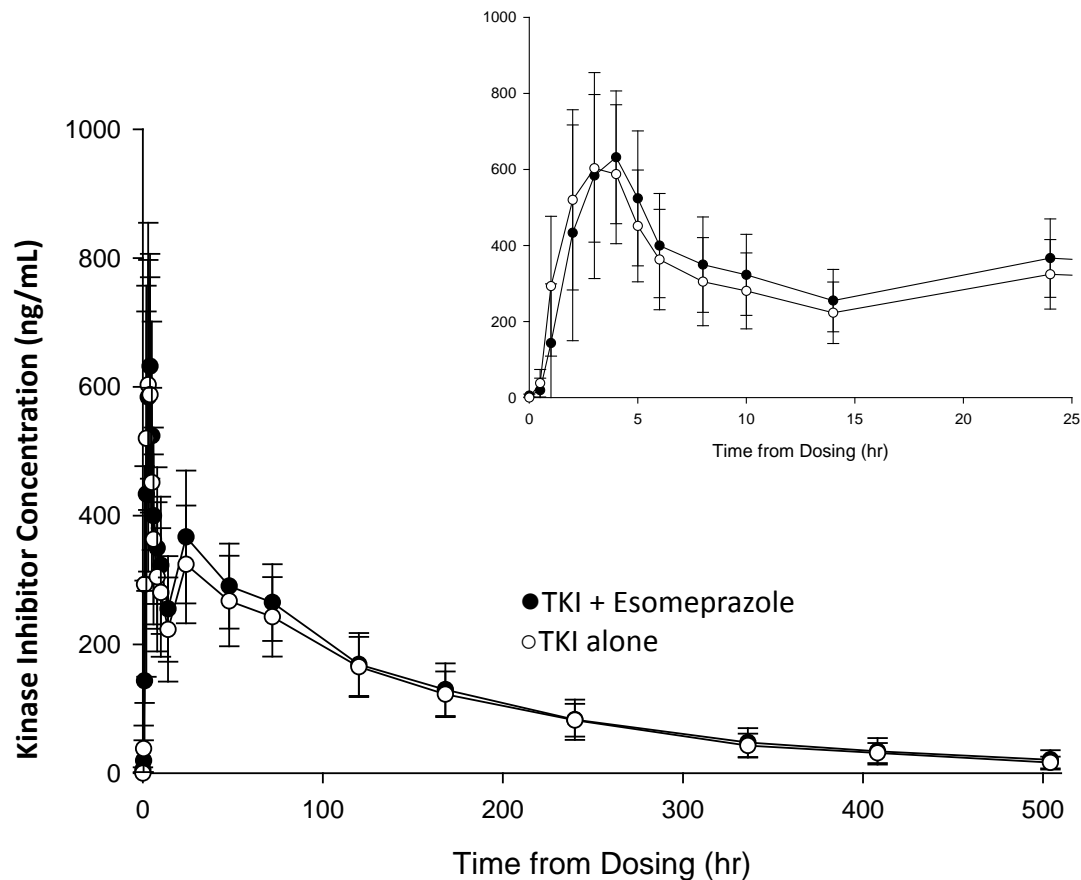 1000
800
600
400
200
0
0 5 10 15 20 25
Time from Dosing (hr)
Kinase Inhibitor Concentration (ng/mL)
1000
800
600
400
200
0
TKI + Esomeprazole
TKI alone
0 100 200 300 400 500
Time from Dosing (hr)